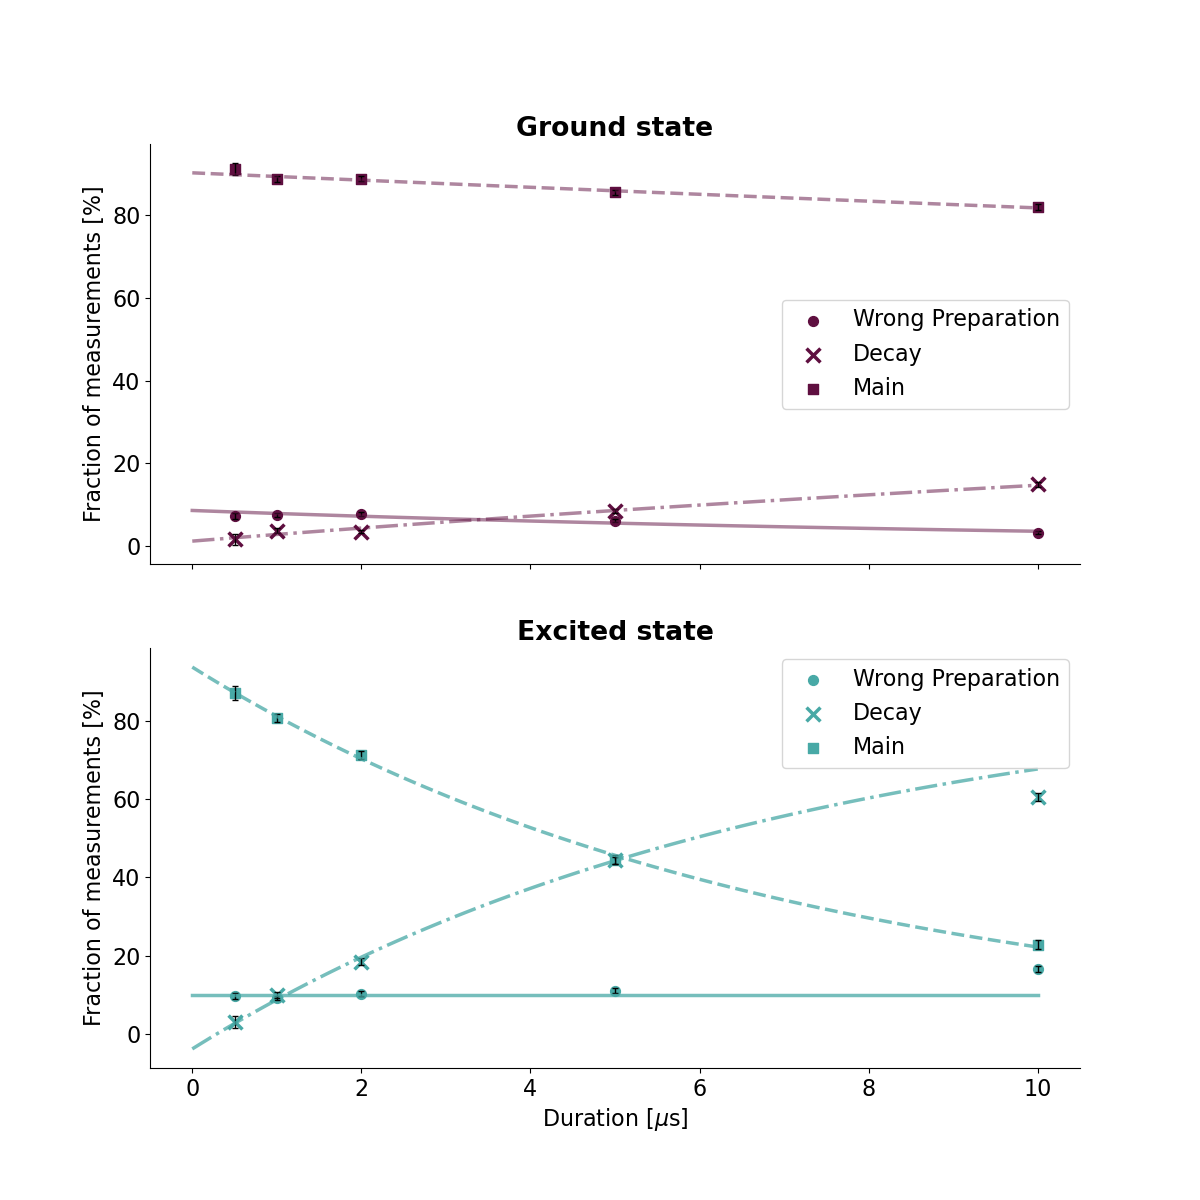 Ground state
Fraction of measurements [%]
80
60
40
20
0
Wrong Preparation
Decay
Main
Excited state
Fraction of measurements [%]
80
60
40
20
0
Wrong Preparation
Decay
Main
0 2 4 6 8 10
Duration [μs]